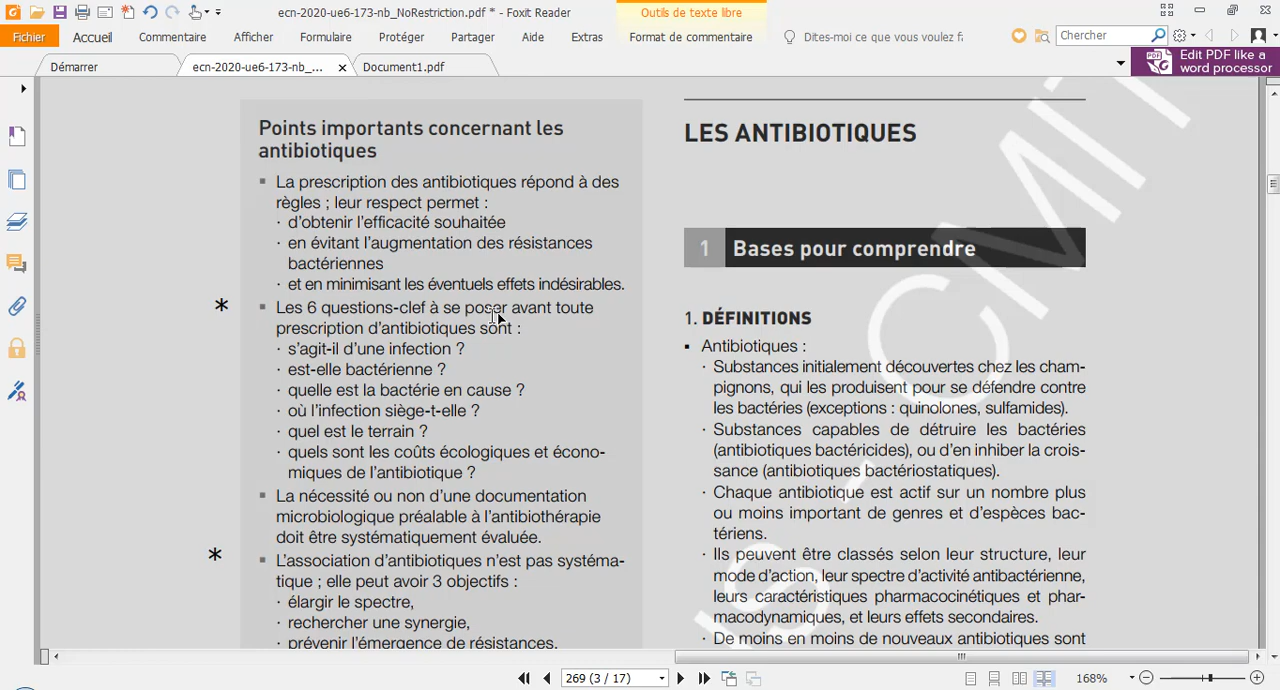 ecn-2020-ue6-173-nb_NoRestriction.pdf * - Foxit Reader
Outils de texte libre
Fichier
Accueil
Commentaire
Afficher
Formulaire
Protéger
Partager
Aide
Extras
Format de commentaire
Dites-moi ce que vous voulez fa
Chercher
Démarrer
ecn-2020-ue6-173-nb_...
Document1.pdf
Edit PDF like a
word processor
Points importants concernant les
antibiotiques
La prescription des antibiotiques répond à des
règles ; leur respect permet :
· d'obtenir l'efficacité souhaitée
· en évitant l'augmentation des résistances
bactériennes
· et en minimisant les éventuels effets indésirables.
* Les 6 questions-clef à se poser avant toute
prescription d'antibiotiques sont :
· s'agit-il d'une infection ?
· est-elle bactérienne ?
· quelle est la bactérie en cause ?
· où l'infection siège-t-elle ?
· quel est le terrain ?
· quels sont les coûts écologiques et écono-
miques de l'antibiotique ?
La nécessité ou non d'une documentation
microbiologique préalable à l'antibiothérapie
doit être systématiquement évaluée.
* L'association d'antibiotiques n'est pas systéma-
tique ; elle peut avoir 3 objectifs :
· élargir le spectre,
· rechercher une synergie,
· prévenir l'émergence de résistances.
LES ANTIBIOTIQUES
1 Bases pour comprendre
1. DÉFINITIONS
▪ Antibiotiques :
· Substances initialement découvertes chez les cham-
pignons, qui les produisent pour se défendre contre
les bactéries (exceptions : quinolones, sulfamides).
· Substances capables de détruire les bactéries
(antibiotiques bactéricides), ou d'en inhiber la crois-
sance (antibiotiques bactériostatiques).
· Chaque antibiotique est actif sur un nombre plus
ou moins important de genres et d'espèces bac-
tériens.
· Ils peuvent être classés selon leur structure, leur
mode d'action, leur spectre d'activité antibactérienne,
leurs caractéristiques pharmacocinétiques et phar-
macodynamiques, et leurs effets secondaires.
· De moins en moins de nouveaux antibiotiques sont
269 (3 / 17)
168%